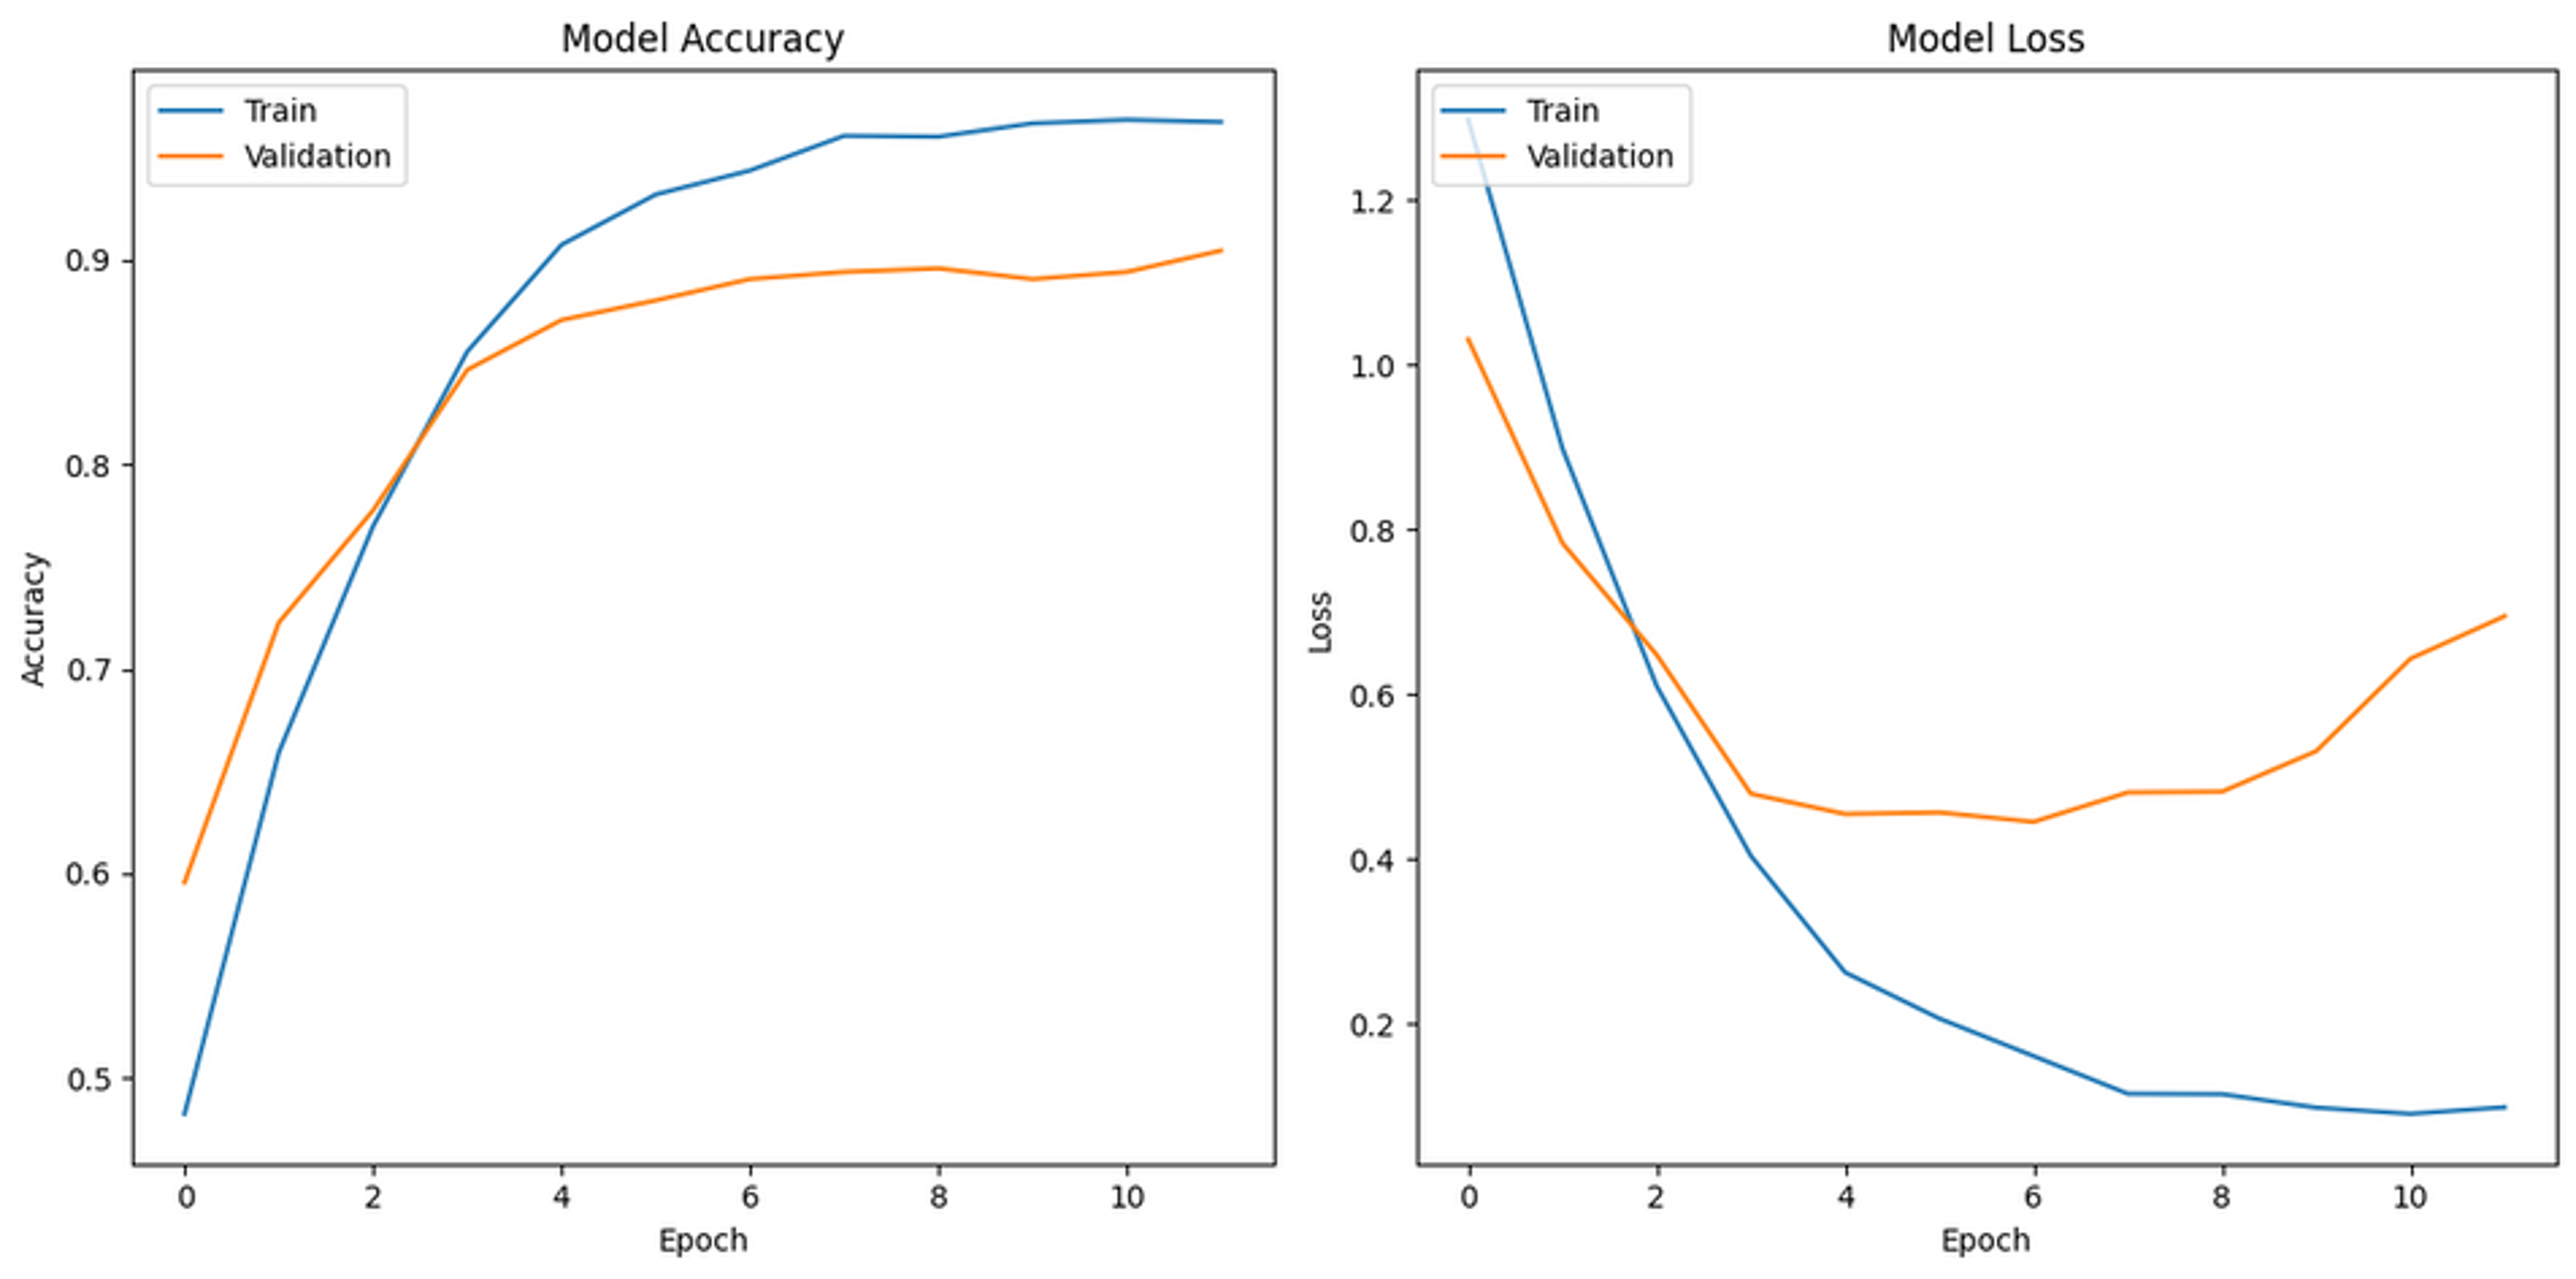 Model Accuracy
Train
Validation
0.9
0.8
0.7
0.6
0.5
Accuracy
0 2 4 6 8 10
Epoch
Model Loss
Train
Validation
1.2
1.0
0.8
0.6
0.4
0.2
Loss
0 2 4 6 8 10
Epoch